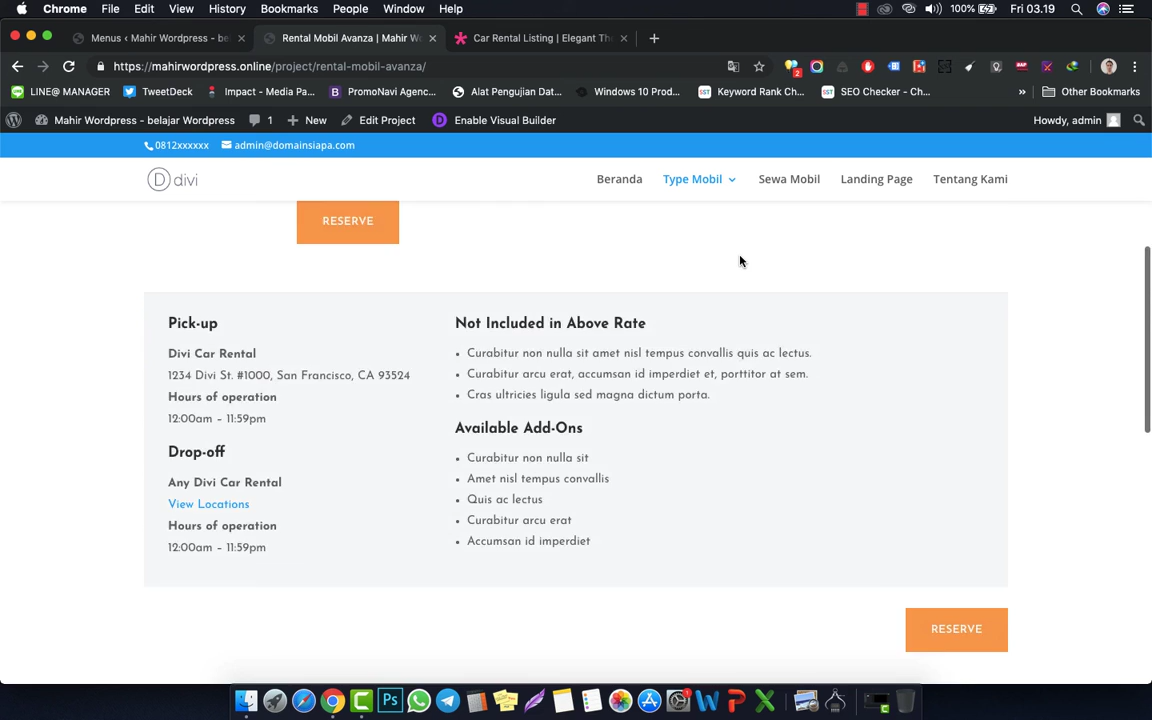 Chrome File Edit View History Bookmarks People Window Help 100% Fri 03.19
Menus ‹ Mahir Wordpress – be
Rental Mobil Avanza | Mahir W
Car Rental Listing | Elegant Th
https://mahirwordpress.online/project/rental-mobil-avanza/
LINE@ MANAGER TweetDeck Impact - Media Pa... PromoNavi Agenc... Alat Pengujian Dat... Windows 10 Prod... Keyword Rank Ch... SEO Checker - Ch... » Other Bookmarks
Mahir Wordpress - belajar Wordpress 1 New Edit Project Enable Visual Builder Howdy, admin
0812xxxxxx admin@domainsiapa.com
divi Beranda Type Mobil Sewa Mobil Landing Page Tentang Kami
RESERVE
Pick-up
Divi Car Rental
1234 Divi St. #1000, San Francisco, CA 93524
Hours of operation
12:00am – 11:59pm
Drop-off
Any Divi Car Rental
View Locations
Hours of operation
12:00am – 11:59pm
Not Included in Above Rate
Curabitur non nulla sit amet nisl tempus convallis quis ac lectus.
Curabitur arcu erat, accumsan id imperdiet et, porttitor at sem.
Cras ultricies ligula sed magna dictum porta.
Available Add-Ons
Curabitur non nulla sit
Amet nisl tempus convallis
Quis ac lectus
Curabitur arcu erat
Accumsan id imperdiet
RESERVE